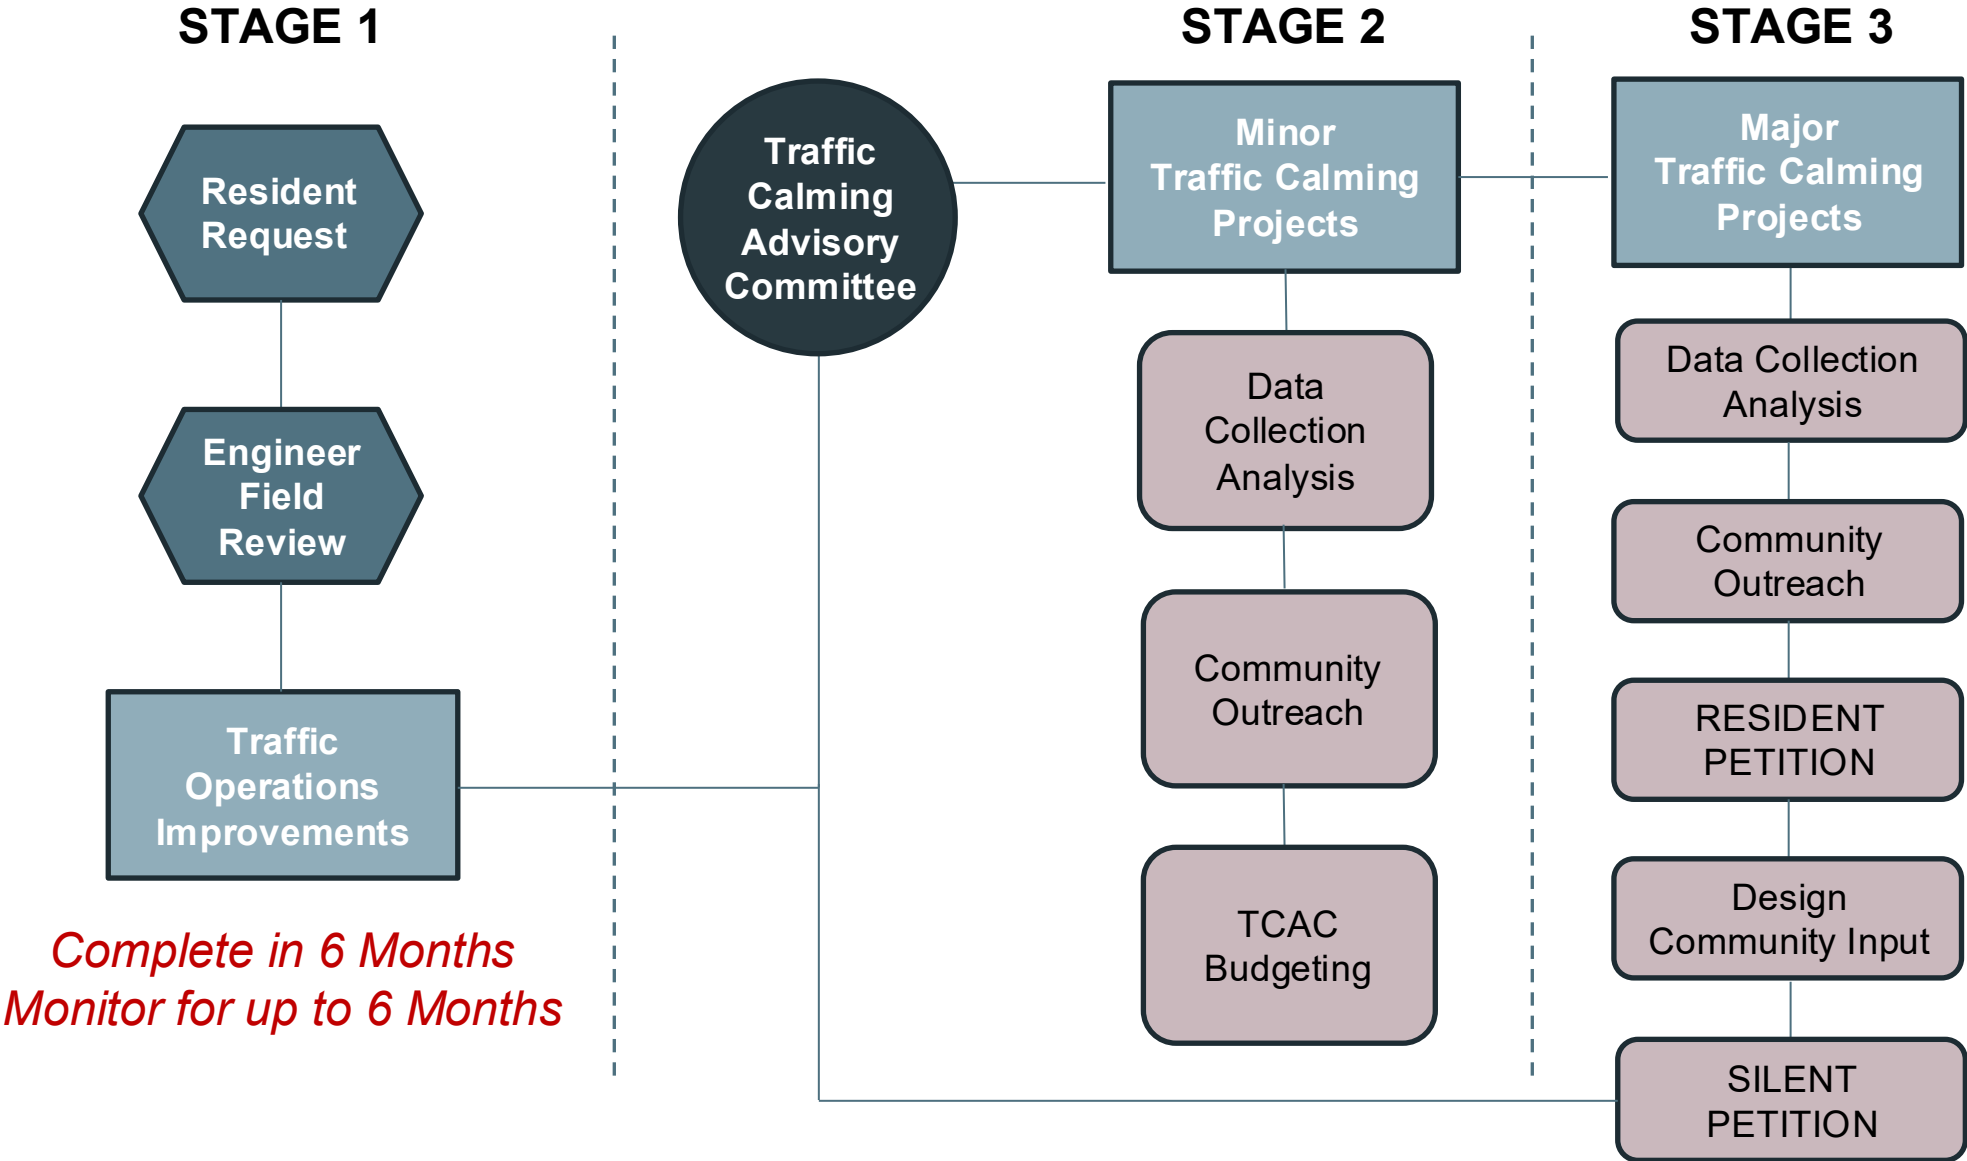 STAGE 1
Resident
Request
Engineer
Field
Review
Traffic
Operations
Improvements
Complete in 6 Months
Monitor for up to 6 Months
STAGE 2
Traffic
Calming
Advisory
Committee
Minor
Traffic Calming
Projects
Data
Collection
Analysis
Community
Outreach
TCAC
Budgeting
STAGE 3
Major
Traffic Calming
Projects
Data Collection
Analysis
Community
Outreach
RESIDENT
PETITION
Design
Community Input
SILENT
PETITION